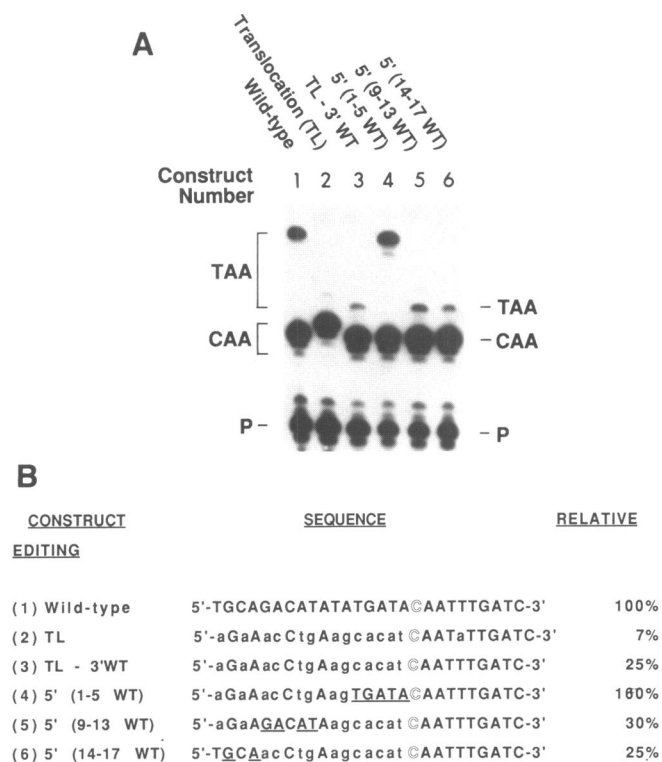 A
Wild-type
Translocation (TL)
TL - 3' WT
5' (1-5 WT)
5' (9-13 WT)
5' (14-17 WT)
Construct
Number
1 2 3 4 5 6
TAA
CAA
P
TAA
CAA
P
B
CONSTRUCT SEQUENCE RELATIVE
EDITING
(1) Wild-type 5'-TGCAGACATATATGATACAATTTGATC-3' 100%
(2) TL 5'-aGaAacCtgAagcacatCAATaTTGATC-3' 7%
(3) TL - 3'WT 5'-aGaAacCtgAagcacatCAATTTGATC-3' 25%
(4) 5' (1-5 WT) 5'-aGaAacCtgAagTGATACAATTTGATC-3' 160%
(5) 5' (9-13 WT) 5'-aGaAGACATAagcacatCAATTTGATC-3' 30%
(6) 5' (14-17 WT) 5'-TGCAacCtgAagcacatCAATTTGATC-3' 25%